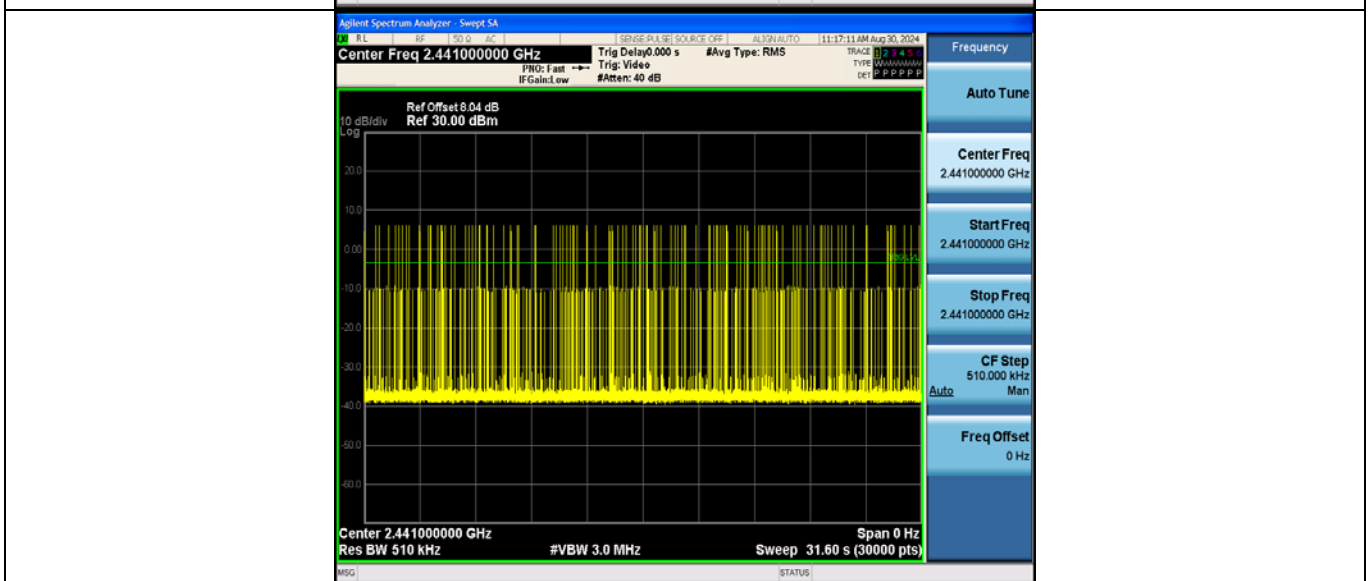 Agilent Spectrum Analyzer - Swept SA
RL RF 50 Ω AC SENSE:PULSE SOURCE OFF ALIGN AUTO 11:17:11 AM Aug 30, 2024
Center Freq 2.441000000 GHz
PNO: Fast
IFGain:Low
Trig Delay0.000 s
Trig: Video
#Atten: 40 dB
#Avg Type: RMS
TRACE 1 2 3 4 5 6
TYPE WWWWWW
DET P P P P P P
Ref Offset 8.04 dB
10 dB/div Ref 30.00 dBm
Log
20.0
10.0
0.00
-10.0
-20.0
-30.0
-40.0
-50.0
-60.0
Center 2.441000000 GHz Span 0 Hz
Res BW 510 kHz #VBW 3.0 MHz Sweep 31.60 s (30000 pts)
MSG STATUS
Frequency
Auto Tune
Center Freq
2.441000000 GHz
Start Freq
2.441000000 GHz
Stop Freq
2.441000000 GHz
CF Step
510.000 kHz
Auto Man
Freq Offset
0 Hz